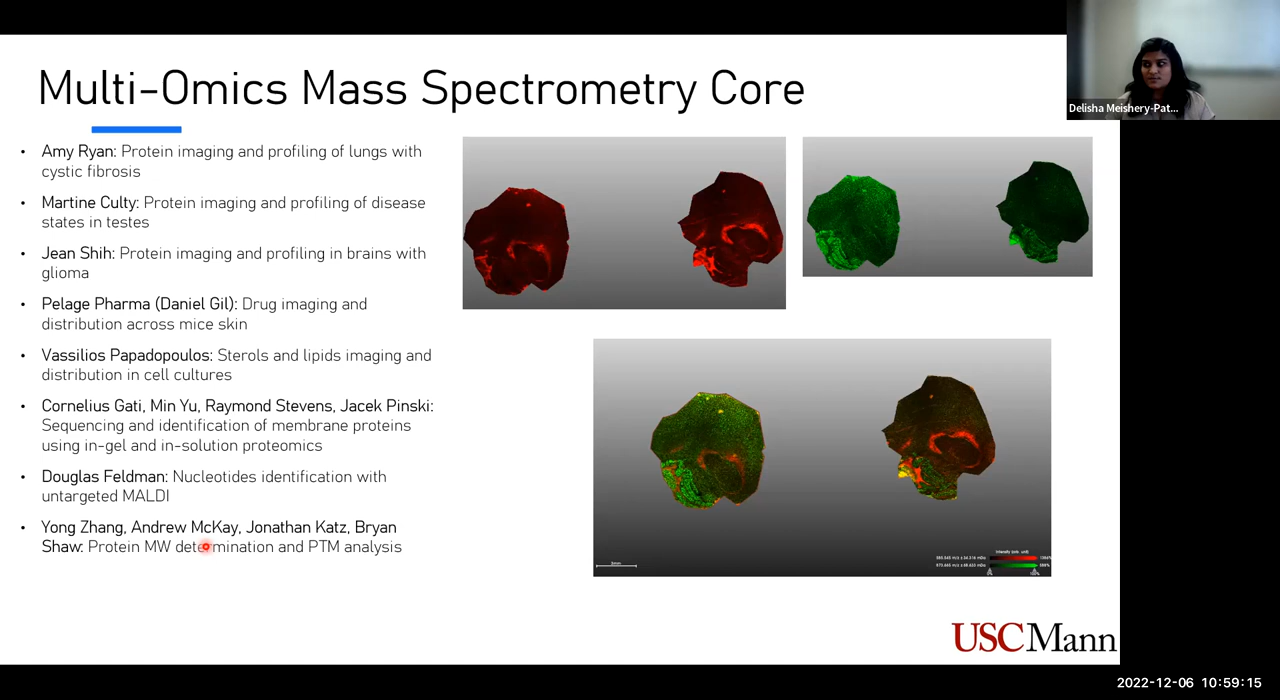 Multi-Omics Mass Spectrometry Core
Delisha Meishery-Pat...
• Amy Ryan: Protein imaging and profiling of lungs with
cystic fibrosis
• Martine Culty: Protein imaging and profiling of disease
states in testes
• Jean Shih: Protein imaging and profiling in brains with
glioma
• Pelage Pharma (Daniel Gil): Drug imaging and
distribution across mice skin
• Vassilios Papadopoulos: Sterols and lipids imaging and
distribution in cell cultures
• Cornelius Gati, Min Yu, Raymond Stevens, Jacek Pinski:
Sequencing and identification of membrane proteins
using in-gel and in-solution proteomics
• Douglas Feldman: Nucleotides identification with
untargeted MALDI
• Yong Zhang, Andrew McKay, Jonathan Katz, Bryan
Shaw: Protein MW determination and PTM analysis
USC Mann
2022-12-06 10:59:15